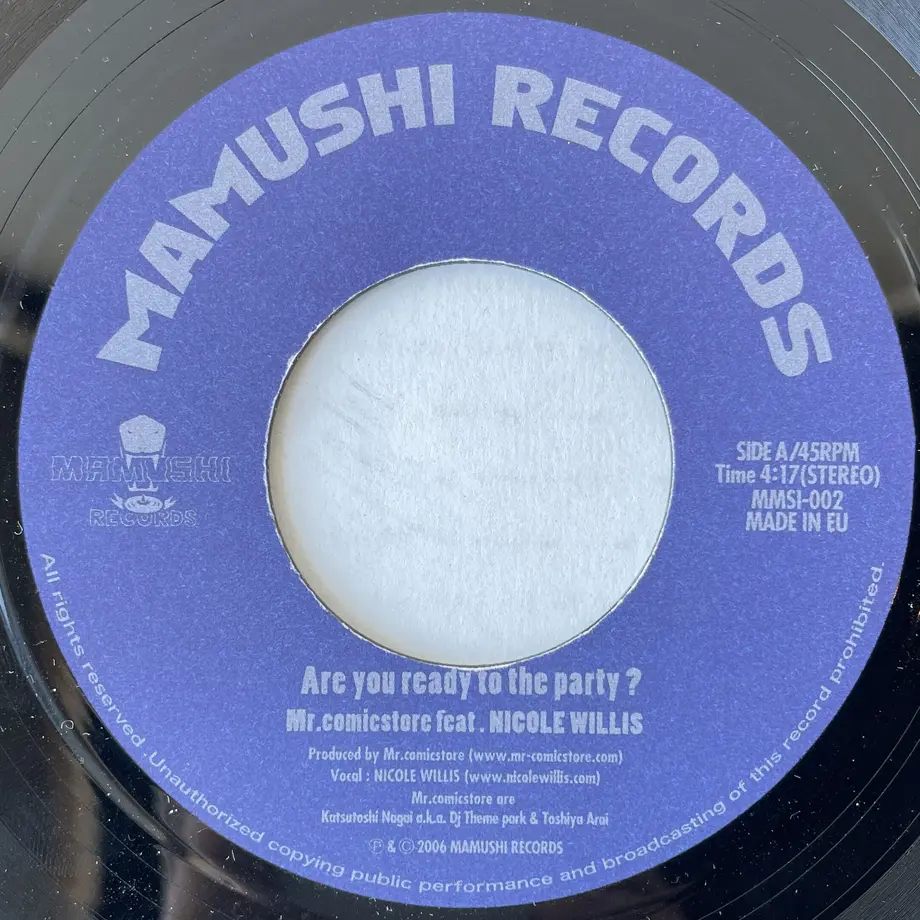 MAMUSHI RECORDS
MAMUSHI
RECORDS
SIDE A/45RPM
Time 4:17(STEREO)
MMSI-002
MADE IN EU
Are you ready to the party ?
Mr.comicstore feat . NICOLE WILLIS
Produced by Mr.comicstore (www.mr-comicstore.com)
Vocal : NICOLE WILLIS (www.nicolewillis.com)
Mr.comicstore are
Katsutoshi Nagai a.k.a. Dj Theme park & Toshiya Arai
℗ & © 2006 MAMUSHI RECORDS
All rights reserved. Unauthorized copying public performance and broadcasting of this record prohibited.